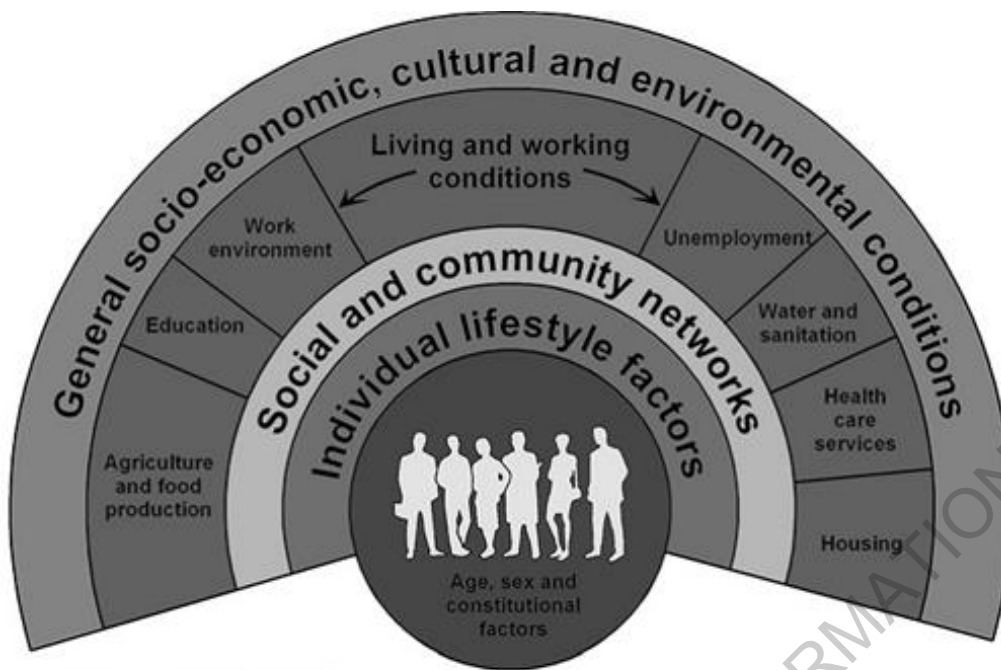 General socio-economic, cultural and environmental conditions
Living and working
conditions
Work
environment
Unemployment
Education
Water and
sanitation
Agriculture
and food
production
Health
care
services
Housing
Social and community networks
Individual lifestyle factors
Age, sex and
constitutional
factors